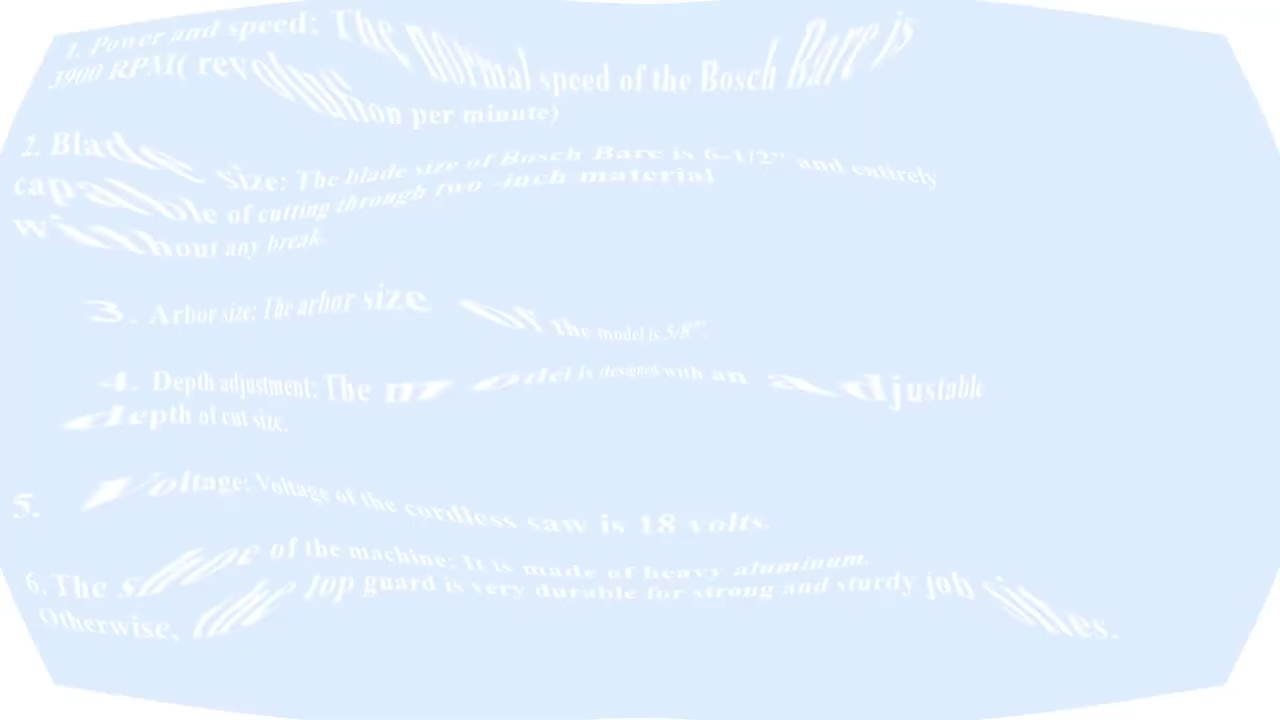 1. Power and speed: The normal speed of the Bosch Bare is
3900 RPM( revolution per minute)
2. Blade size: The blade size of Bosch Bare is 6-1/2” and entirely
capable of cutting through two -inch material
without any break.
3. Arbor size: The arbor size of the model is 5/8”.
4. Depth adjustment: The model is designed with an adjustable
depth of cut size.
5. Voltage: Voltage of the cordless saw is 18 volts.
6. The shoe of the machine: It is made of heavy aluminum.
Otherwise, the top guard is very durable for strong and sturdy job sites.